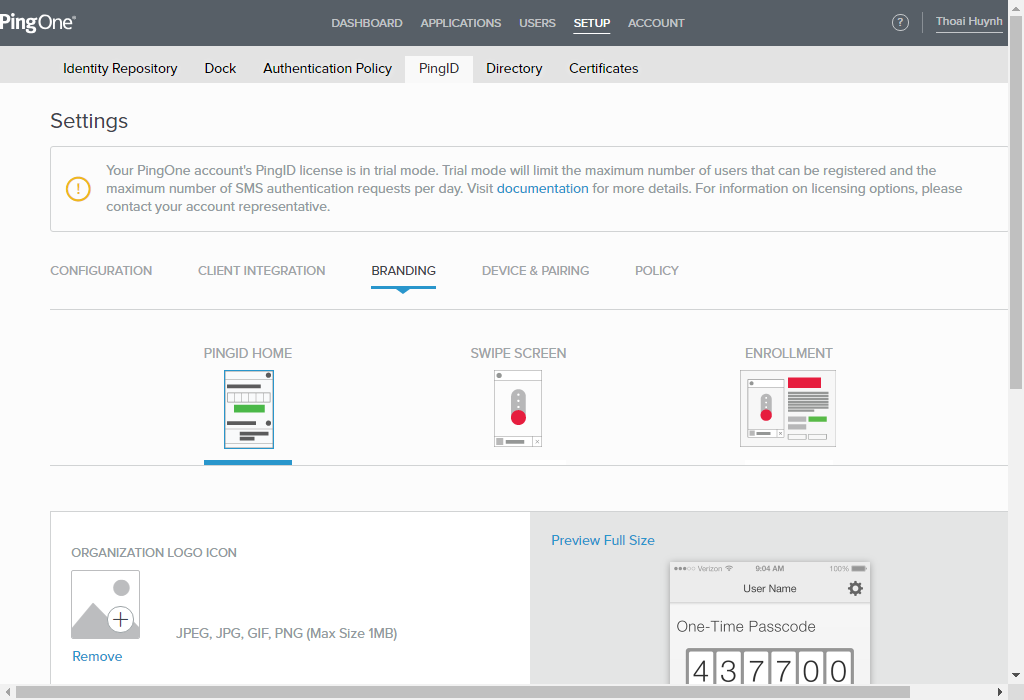 PingOne®
DASHBOARD APPLICATIONS USERS SETUP ACCOUNT
? Thoai Huynh
Identity Repository Dock Authentication Policy PingID Directory Certificates
Settings
Your PingOne account's PingID license is in trial mode. Trial mode will limit the maximum number of users that can be registered and the
maximum number of SMS authentication requests per day. Visit documentation for more details. For information on licensing options, please
contact your account representative.
CONFIGURATION CLIENT INTEGRATION BRANDING DEVICE & PAIRING POLICY
PINGID HOME SWIPE SCREEN ENROLLMENT
ORGANIZATION LOGO ICON
JPEG, JPG, GIF, PNG (Max Size 1MB)
Remove
Preview Full Size
Verizon 9:04 AM 100%
User Name
One-Time Passcode
437700